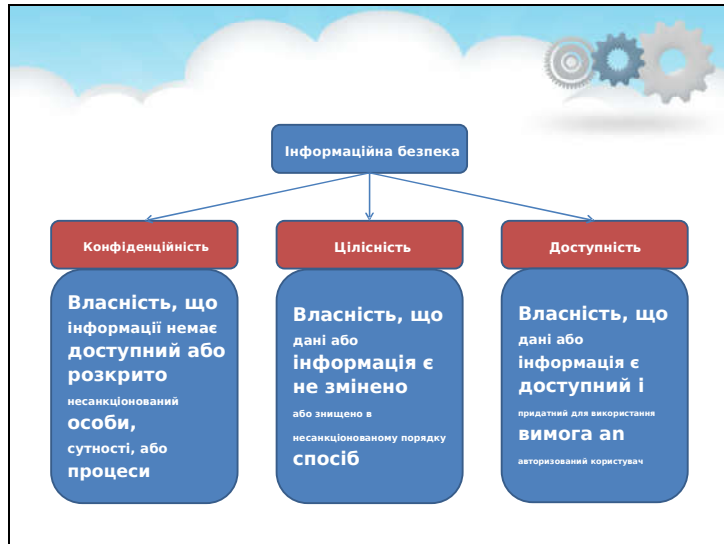 Інформаційна безпека
Конфіденційність
Цілісність
Доступність
Власність, що
інформації немає
доступний або
розкрито
несанкціонований
особи,
сутності, або
процеси
Власність, що
дані або
інформація є
не змінено
або знищено в
несанкціонованому порядку
спосіб
Власність, що
дані або
інформація є
доступний і
придатний для використання
вимога an
авторизований користувач